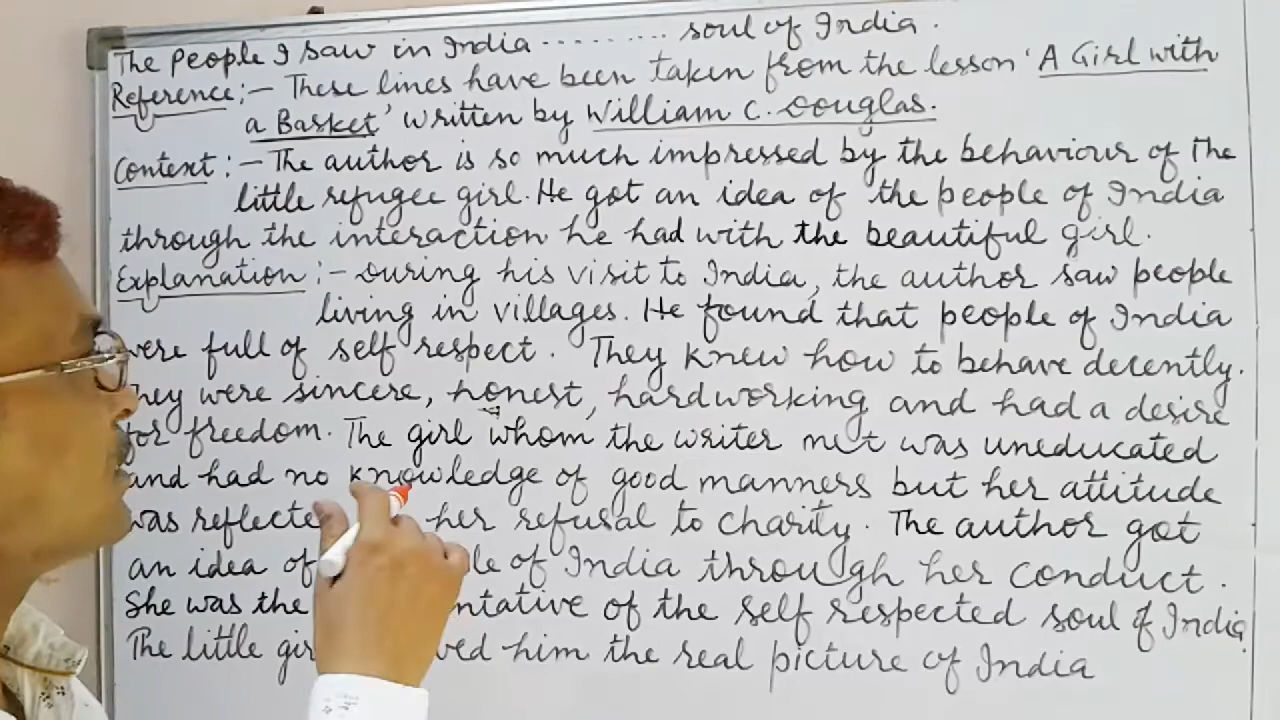 The People I saw in India ......... soul of India.
Reference:- These lines have been taken from the lesson 'A Girl with
a Basket' written by William C. Douglas.
Context:- The author is so much impressed by the behaviour of the
little refugee girl. He got an idea of the people of India
through the interaction he had with the beautiful girl.
Explanation:- During his visit to India, the author saw people
living in villages. He found that people of India
were full of self respect. They knew how to behave decently.
They were sincere, honest, hardworking and had a desire
for freedom. The girl whom the writer met was uneducated
and had no knowledge of good manners but her attitude
was her refusal to charity. The author got
an idea of of India through her conduct.
She was the of the self respected soul of India.
The little him the real picture of India